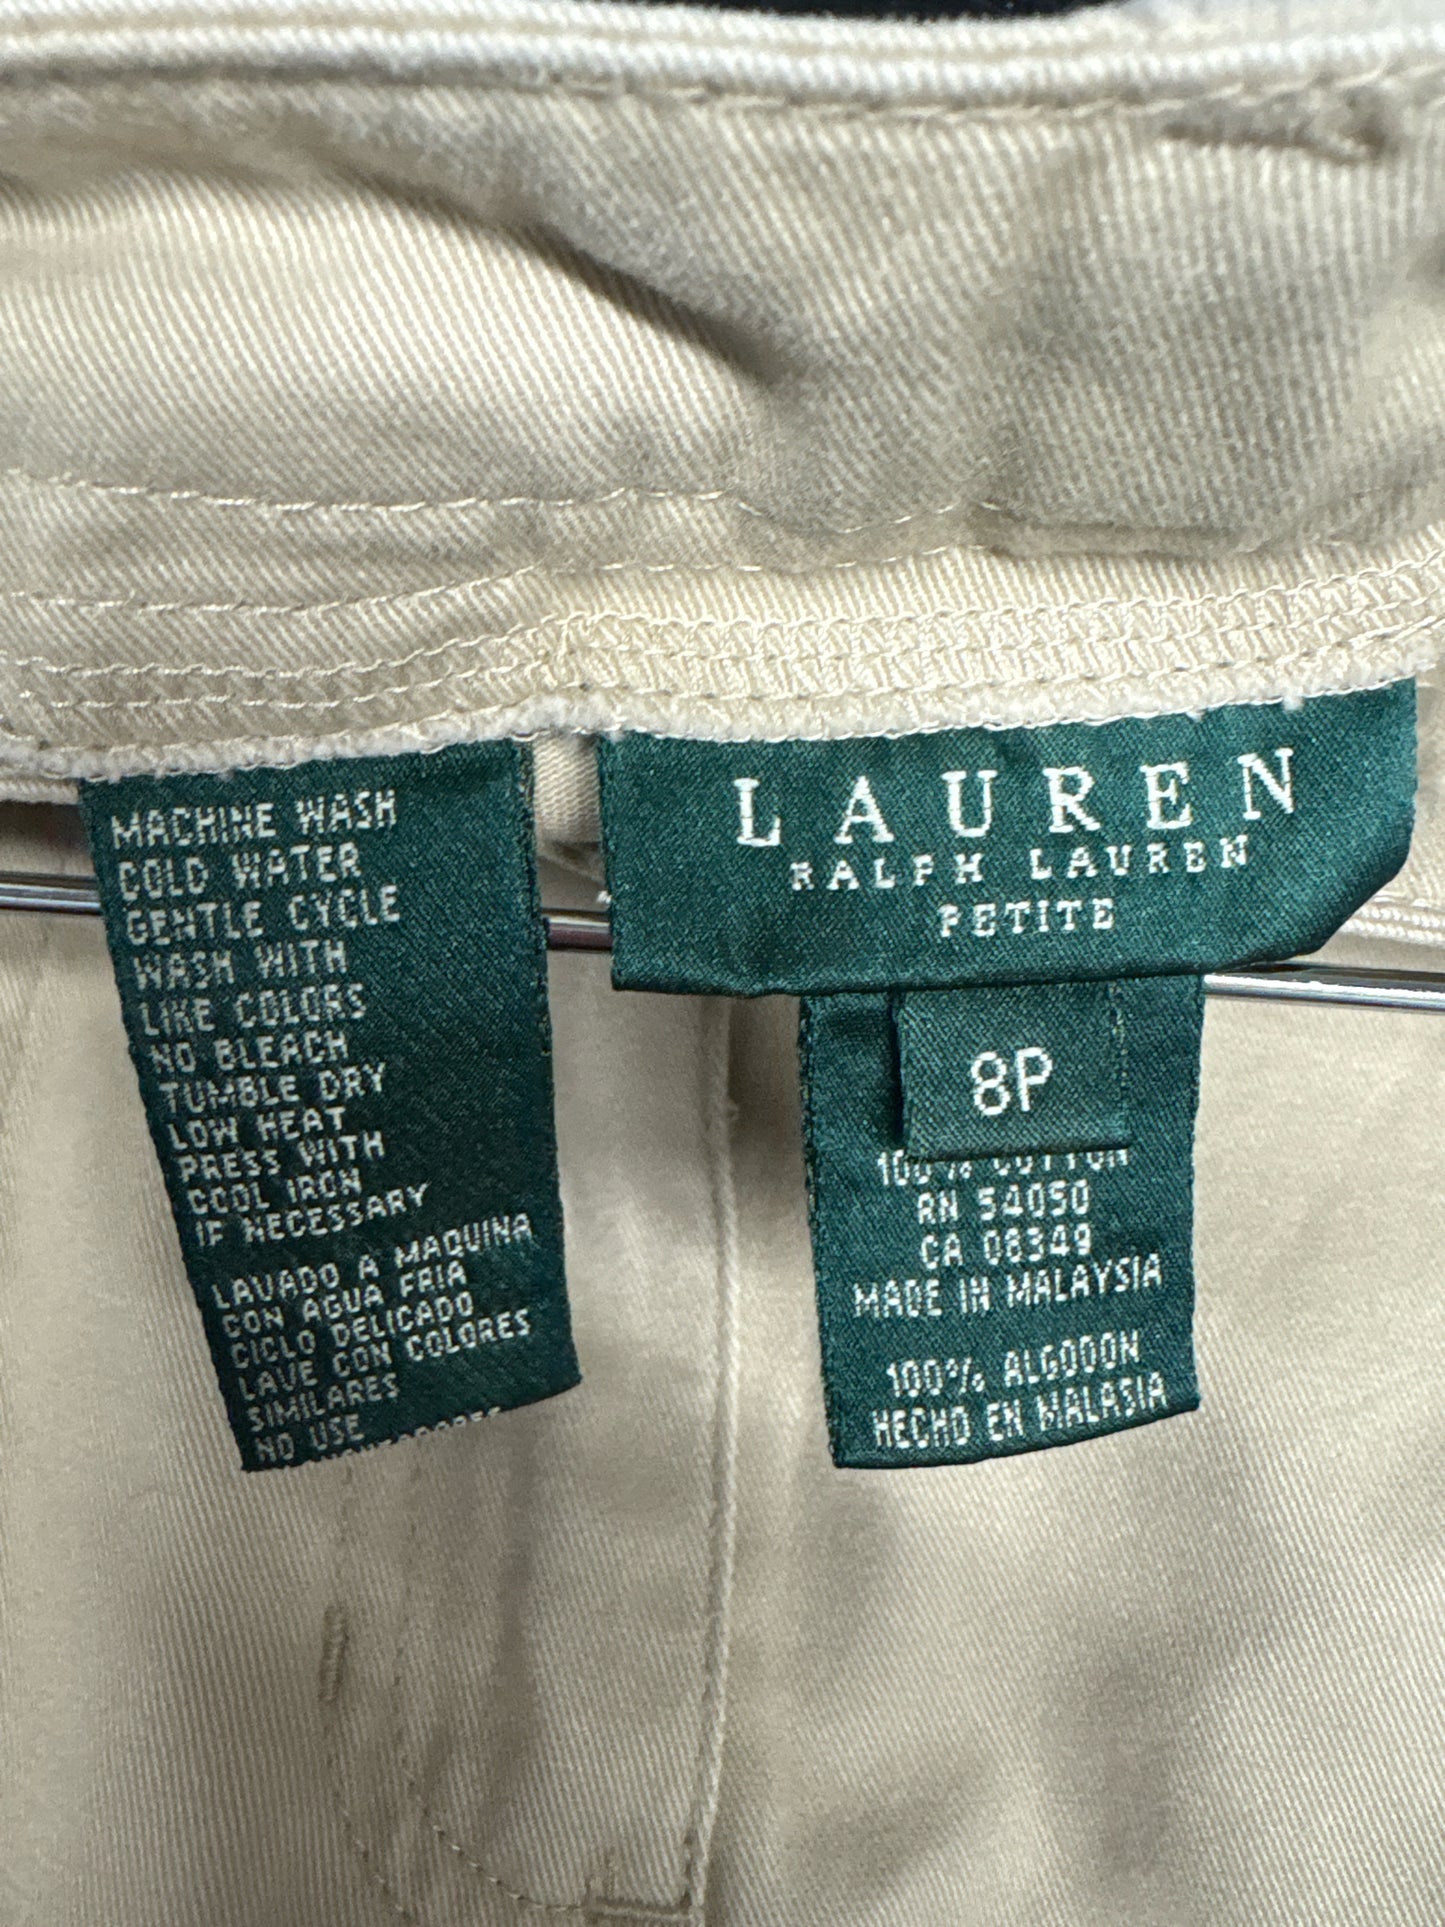 MACHINE WASH
COLD WATER
GENTLE CYCLE
WASH WITH
LIKE COLORS
NO BLEACH
TUMBLE DRY
LOW HEAT
PRESS WITH
COOL IRON
IF NECESSARY
LAVADO A MAQUINA
CON AGUA FRIA
CICLO DELICADO
LAVE CON COLORES
SIMILARES
NO USE
LAUREN
RALPH LAUREN
PETITE
8P
100% COTTON
RN 54050
CA 08349
MADE IN MALAYSIA
100% ALGODON
HECHO EN MALASIA